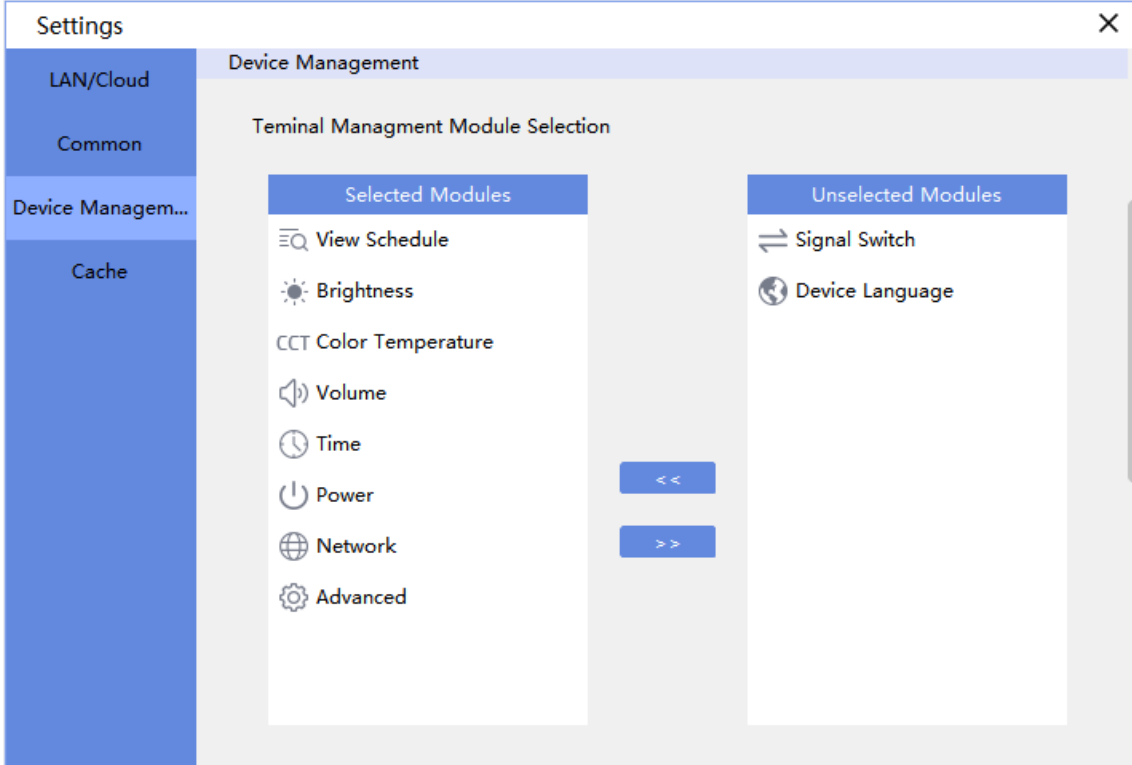 Settings
LAN/Cloud
Common
Device Managem...
Cache
Device Management
Teminal Managment Module Selection
Selected Modules
View Schedule
Brightness
CCT Color Temperature
Volume
Time
Power
Network
Advanced
<<
>>
Unselected Modules
Signal Switch
Device Language